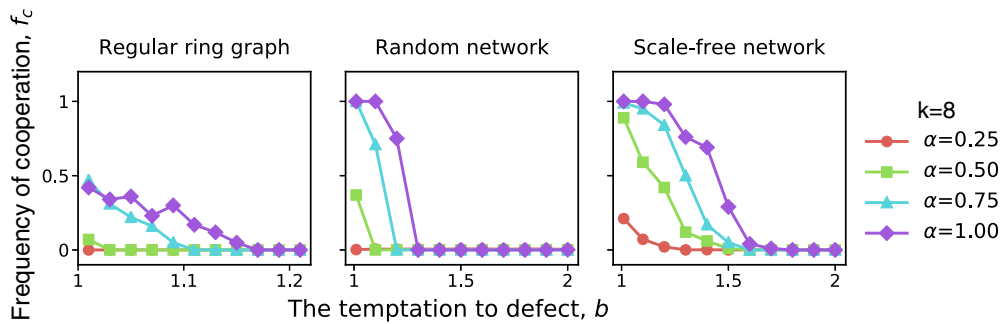 Regular ring graph
Random network
Scale-free network
Frequency of cooperation, f_c
1
0.5
0
1
1.1
1.2
1
1.5
2
1
1.5
2
The temptation to defect, b
k=8
α=0.25
α=0.50
α=0.75
α=1.00